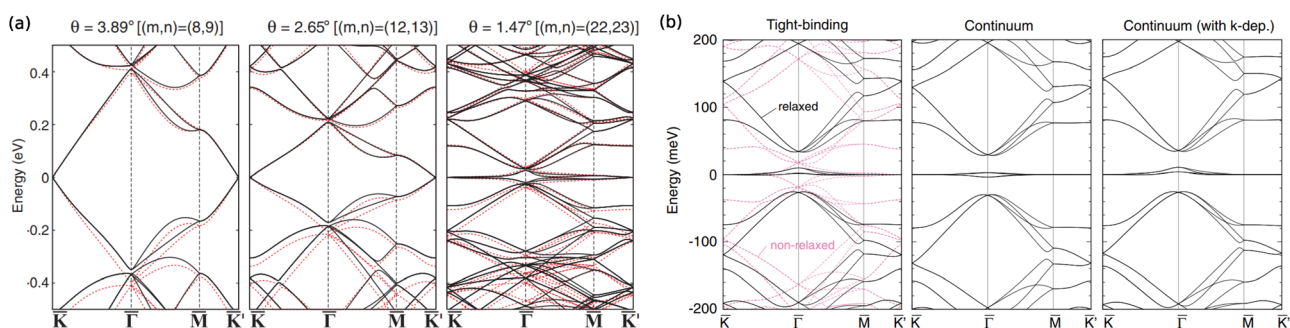 (a)
θ = 3.89° [(m,n)=(8,9)]
θ = 2.65° [(m,n)=(12,13)]
θ = 1.47° [(m,n)=(22,23)]
Energy (eV)
0.4
0.2
0
-0.2
-0.4
K̅ Γ̅ M̅ K̅'
K̅ Γ̅ M̅ K̅'
K̅ Γ̅ M̅ K̅'
(b)
Tight-binding
Continuum
Continuum (with k-dep.)
Energy (meV)
200
100
0
-100
-200
relaxed
non-relaxed
K̅ Γ̅ M̅ K̅'
K̅ Γ̅ M̅ K̅'
K̅ Γ̅ M̅ K̅'